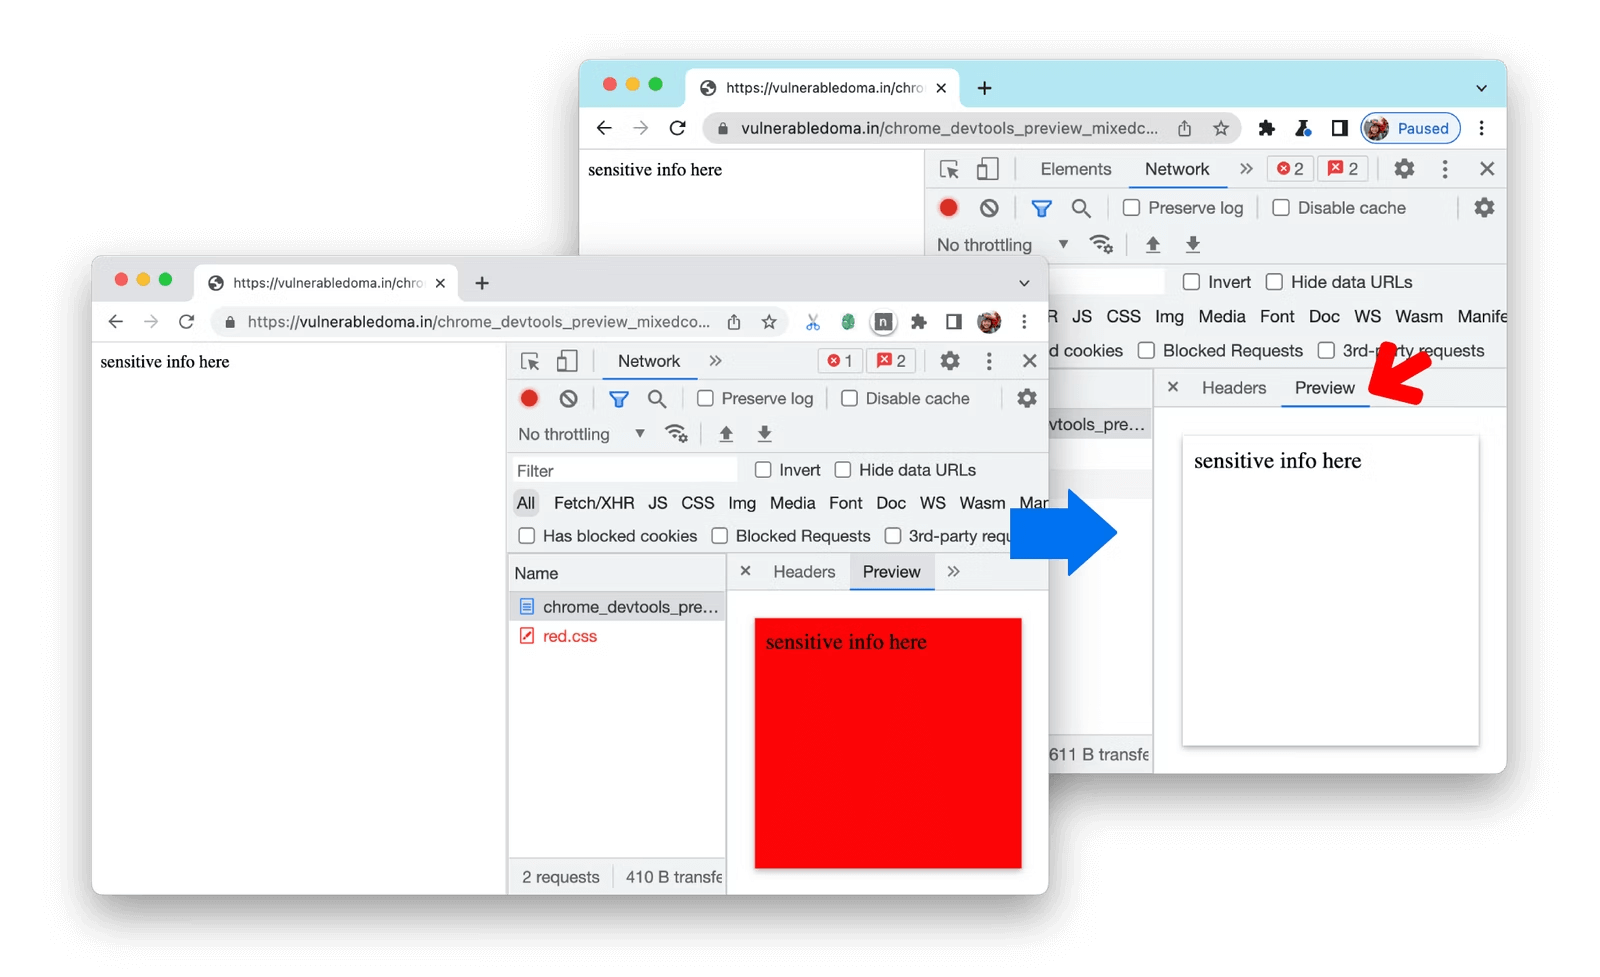 https://vulnerabledoma.in/chro
vulnerabledoma.in/chrome_devtools_preview_mixedc...
Paused
sensitive info here
Elements
Network
2
2
Preserve log
Disable cache
No throttling
Invert
Hide data URLs
R JS CSS Img Media Font Doc WS Wasm Manife
d cookies
Blocked Requests
3rd-party requests
Headers
Preview
vtools_pre...
sensitive info here
611 B transfe
https://vulnerabledoma.in/chro
https://vulnerabledoma.in/chrome_devtools_preview_mixedco...
n
sensitive info here
Network
1
2
Preserve log
Disable cache
No throttling
Filter
Invert
Hide data URLs
All Fetch/XHR JS CSS Img Media Font Doc WS Wasm Man
Has blocked cookies
Blocked Requests
3rd-party requ
Name
Headers
Preview
chrome_devtools_pre...
red.css
sensitive info here
2 requests
410 B transfe